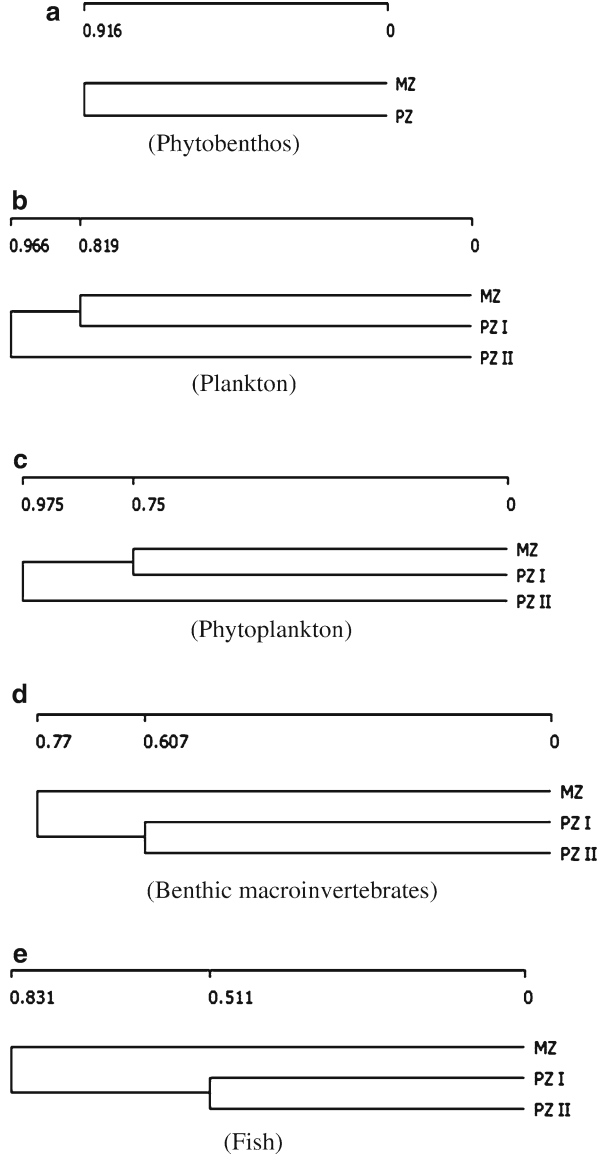 a
0.916 0
MZ
PZ
(Phytobenthos)
b
0.966 0.819 0
MZ
PZ I
PZ II
(Plankton)
c
0.975 0.75 0
MZ
PZ I
PZ II
(Phytoplankton)
d
0.77 0.607 0
MZ
PZ I
PZ II
(Benthic macroinvertebrates)
e
0.831 0.511 0
MZ
PZ I
PZ II
(Fish)